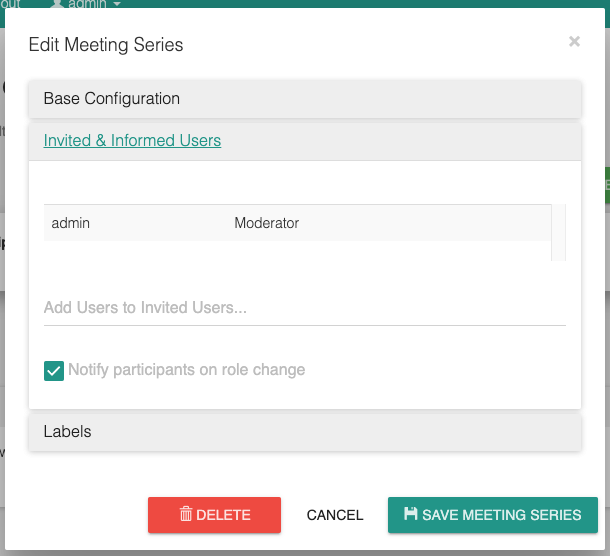 out admin
Edit Meeting Series ×
Base Configuration
Invited & Informed Users
admin Moderator
Add Users to Invited Users...
Notify participants on role change
Labels
DELETE CANCEL SAVE MEETING SERIES